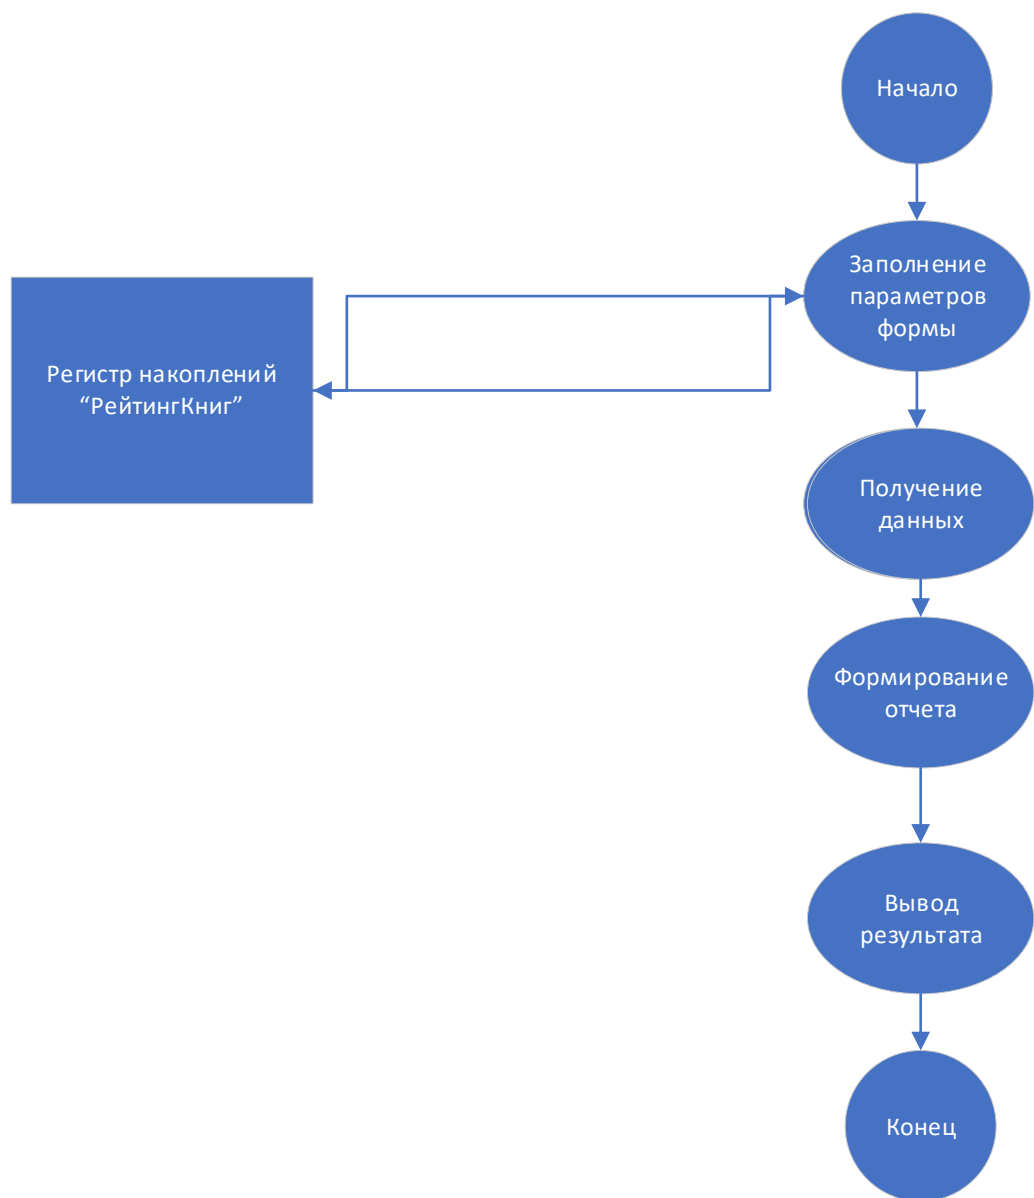 Начало
Заполнение
параметров
формы
Регистр накоплений
“РейтингКниг”
Получение
данных
Формирование
отчета
Вывод
результата
Конец